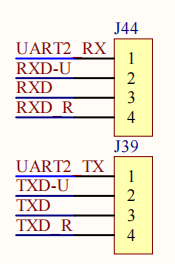 J44
UART2_RX 1
RXD-U 2
RXD 3
RXD_R 4
J39
UART2_TX 1
TXD-U 2
TXD 3
TXD_R 4